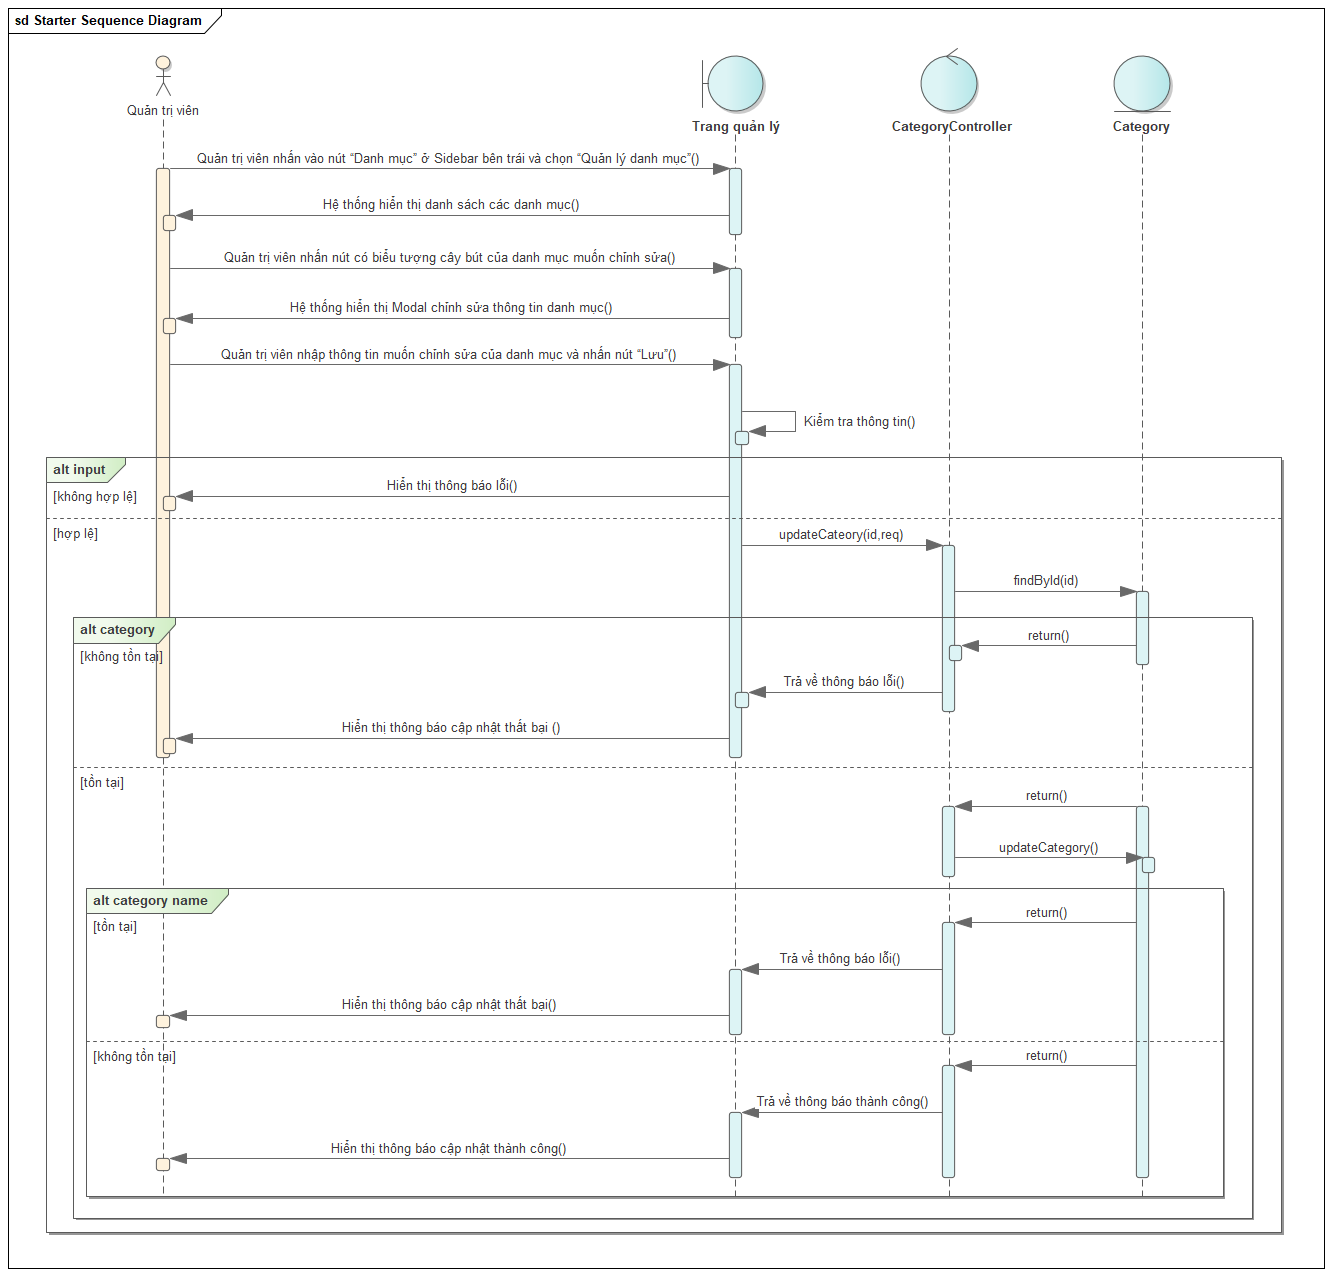 sd Starter Sequence Diagram
Quản trị viên
Trang quản lý
CategoryController
Category
Quản trị viên nhấn vào nút “Danh mục” ở Sidebar bên trái và chọn “Quản lý danh mục”()
Hệ thống hiển thị danh sách các danh mục()
Quản trị viên nhấn nút có biểu tượng cây bút của danh mục muốn chỉnh sửa()
Hệ thống hiển thị Modal chỉnh sửa thông tin danh mục()
Quản trị viên nhập thông tin muốn chỉnh sửa của danh mục và nhấn nút “Lưu”()
Kiểm tra thông tin()
alt input
[không hợp lệ]
Hiển thị thông báo lỗi()
[hợp lệ]
updateCateory(id,req)
findById(id)
alt category
[không tồn tại]
return()
Trả về thông báo lỗi()
Hiển thị thông báo cập nhật thất bại ()
[tồn tại]
return()
updateCategory()
alt category name
[tồn tại]
return()
Trả về thông báo lỗi()
Hiển thị thông báo cập nhật thất bại()
[không tồn tại]
return()
Trả về thông báo thành công()
Hiển thị thông báo cập nhật thành công()